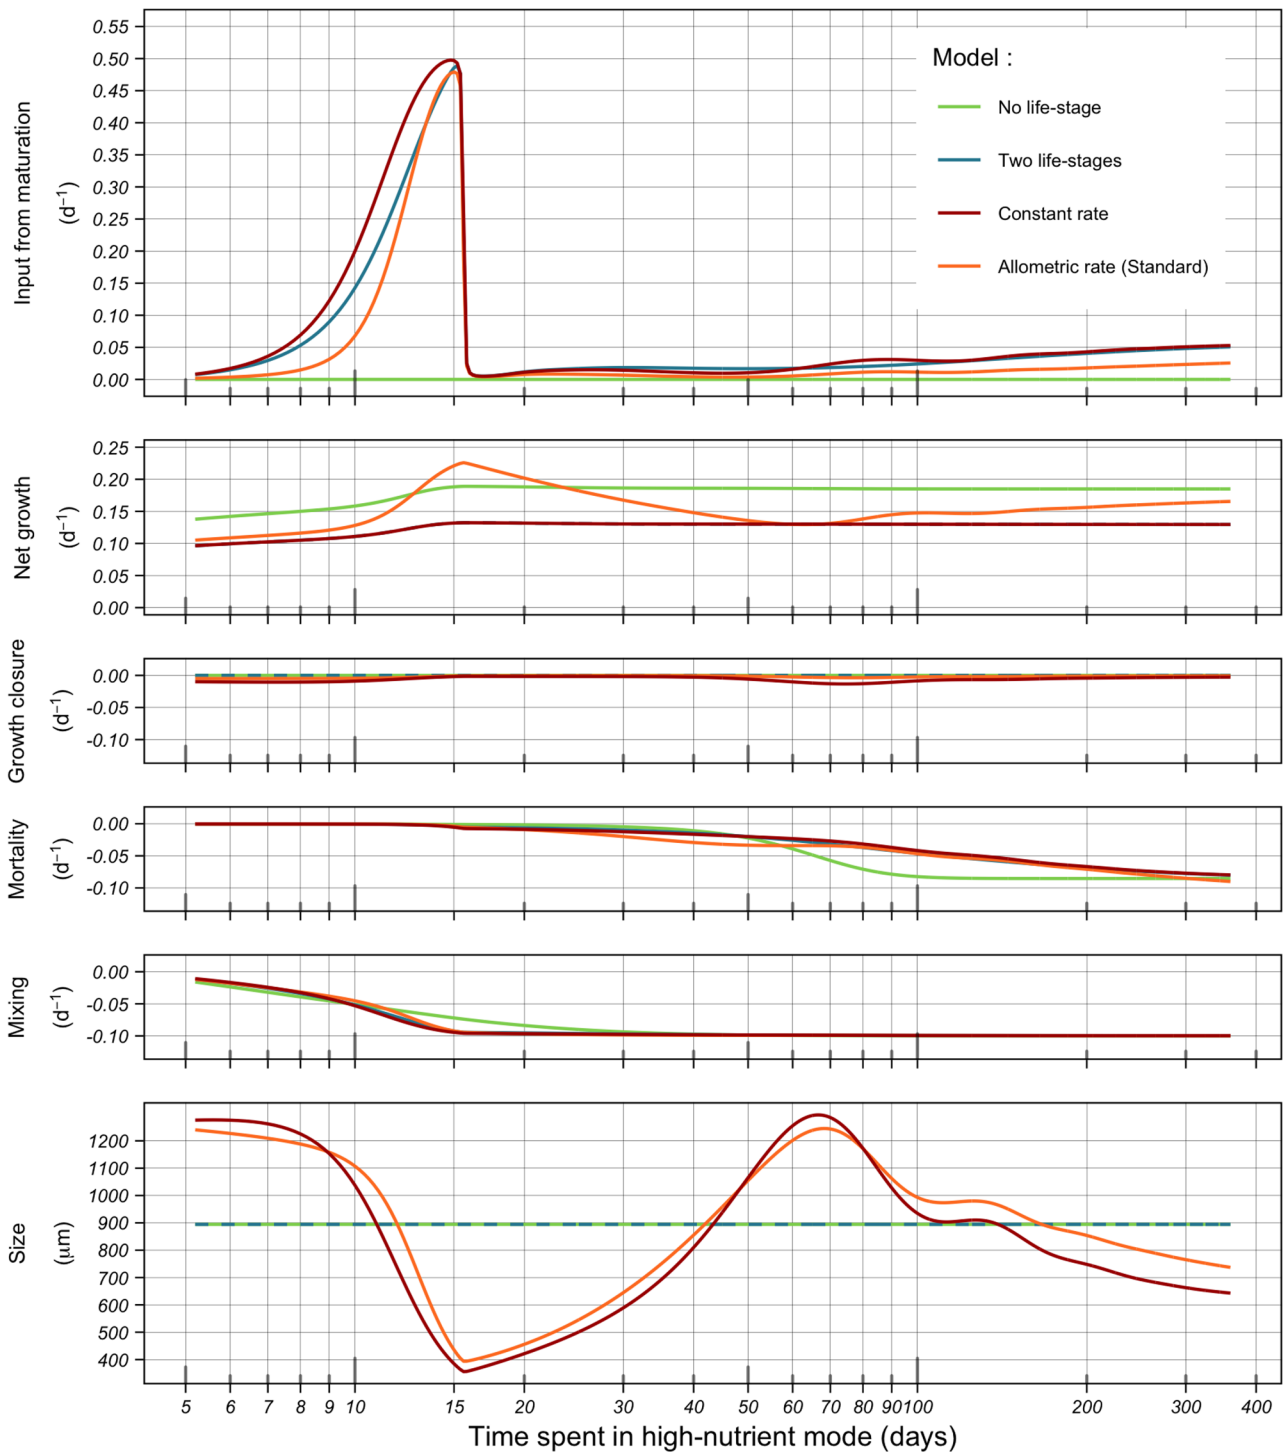 Input from maturation
(d⁻¹)
0.55
0.50
0.45
0.40
0.35
0.30
0.25
0.20
0.15
0.10
0.05
0.00
Model :
No life-stage
Two life-stages
Constant rate
Allometric rate (Standard)
Net growth
(d⁻¹)
0.25
0.20
0.15
0.10
0.05
0.00
Growth closure
(d⁻¹)
0.00
-0.05
-0.10
Mortality
(d⁻¹)
0.00
-0.05
-0.10
Mixing
(d⁻¹)
0.00
-0.05
-0.10
Size
(μm)
1200
1100
1000
900
800
700
600
500
400
5 6 7 8 9 10 15 20 30 40 50 60 70 80 90 100 200 300 400
Time spent in high-nutrient mode (days)